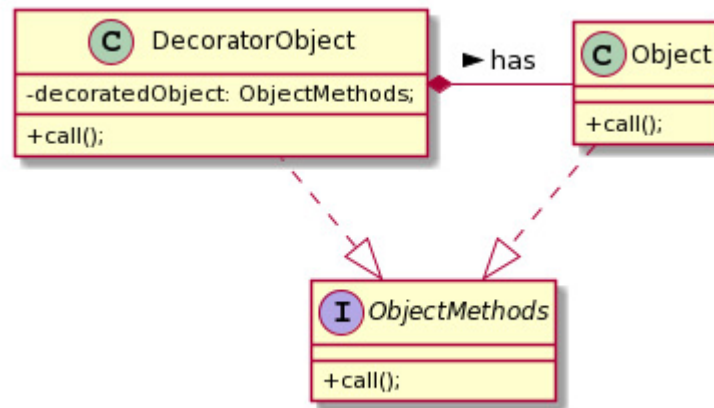 C DecoratorObject
-decoratedObject: ObjectMethods;
+call();
► has
C Object
+call();
I ObjectMethods
+call();